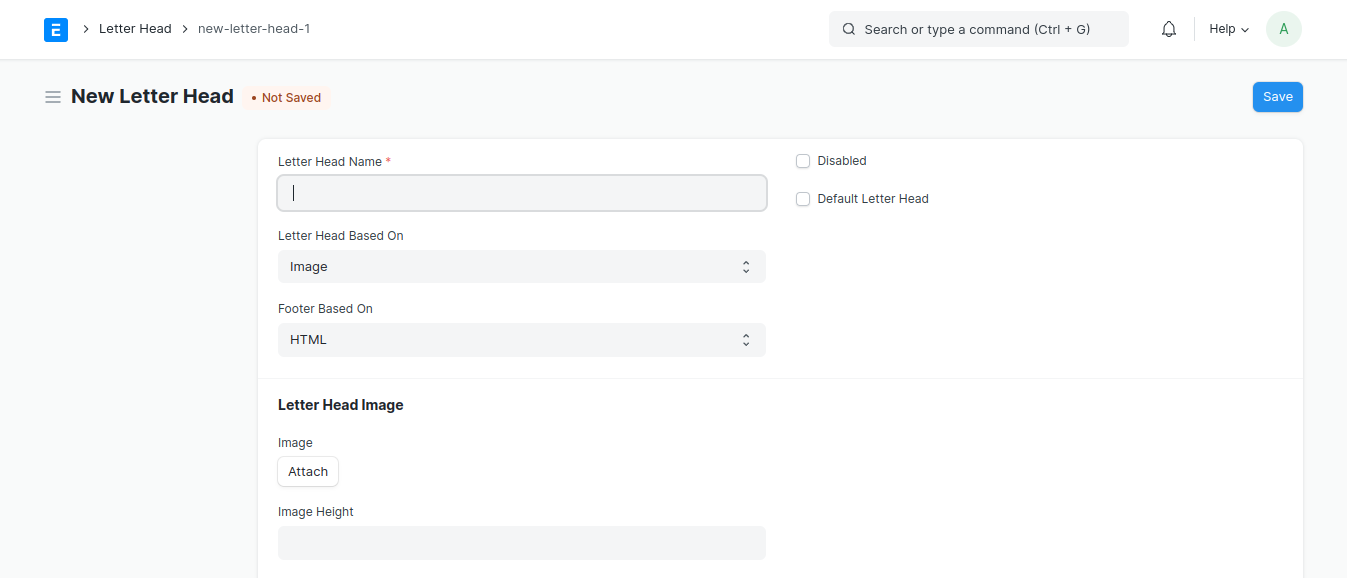 E
Letter Head
new-letter-head-1
Search or type a command (Ctrl + G)
Help
A
New Letter Head
Not Saved
Save
Letter Head Name *
Disabled
Default Letter Head
Letter Head Based On
Image
Footer Based On
HTML
Letter Head Image
Image
Attach
Image Height